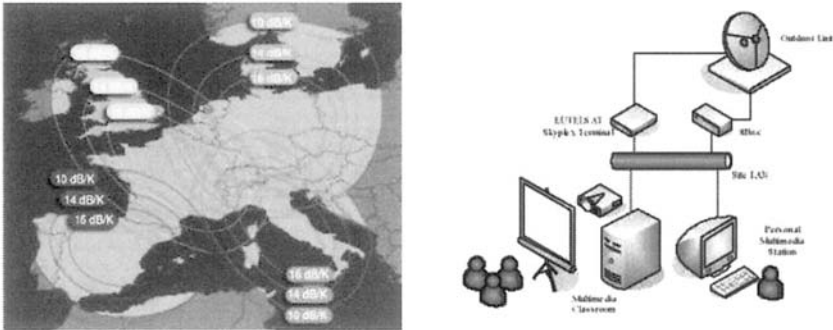 10 dB/K
14 dB/K
16 dB/K
10 dB/K
14 dB/K
15 dB/K
16 dB/K
14 dB/K
10 dB/K
Outdoor Unit
EUTELSAT
Skyplex Terminal
Site LAN
Personal
Multimedia
Station
Multimedia
Classroom